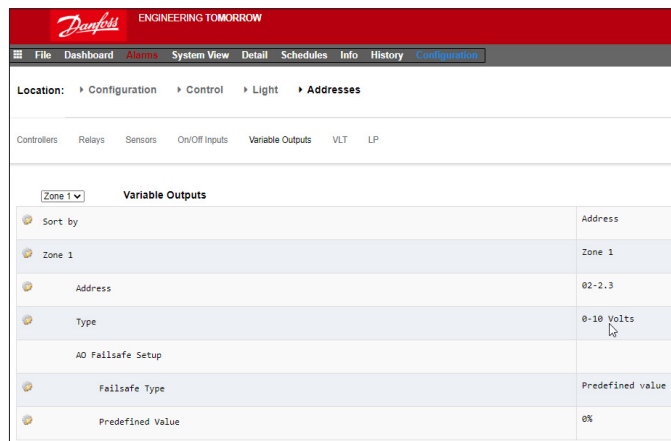 Danfoss ENGINEERING TOMORROW
File Dashboard Alarms System View Detail Schedules Info History Configuration
Location: Configuration Control Light Addresses
Controllers Relays Sensors On/Off Inputs Variable Outputs VLT LP
Zone 1 Variable Outputs
Sort by Address
Zone 1 Zone 1
Address 02-2.3
Type 0-10 Volts
AO Failsafe Setup
Failsafe Type Predefined value
Predefined Value 0%